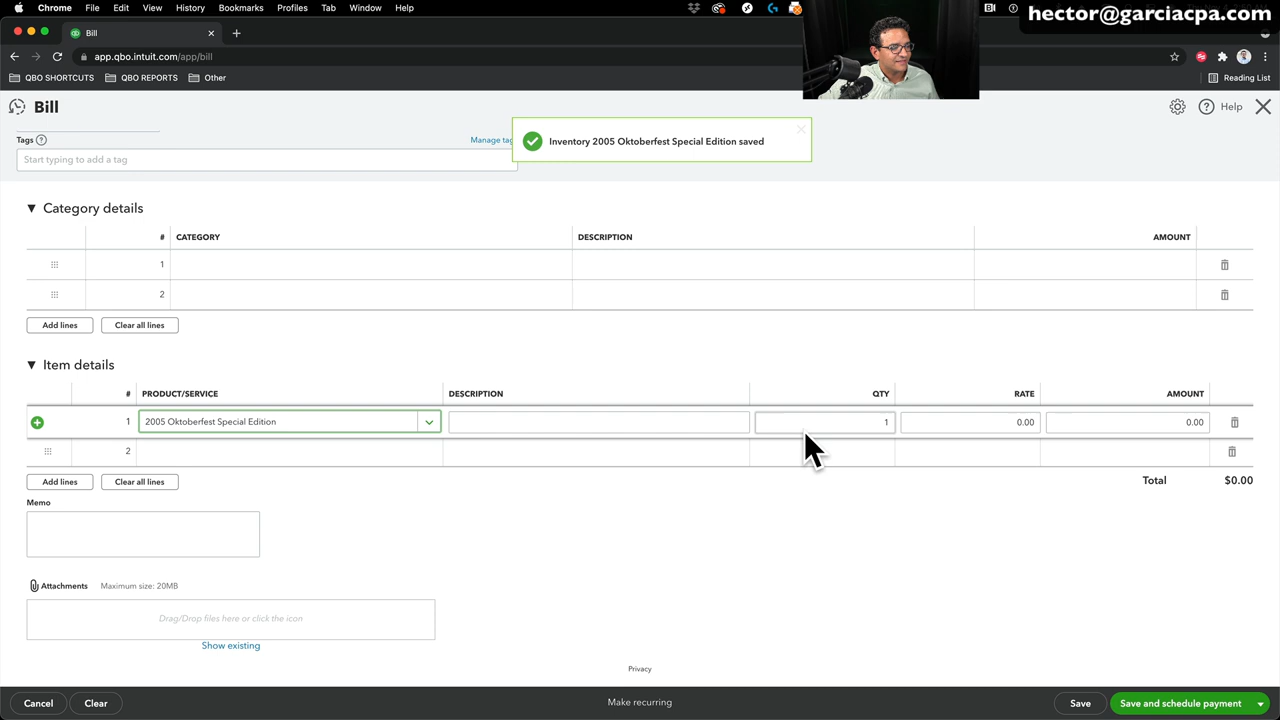 Chrome File Edit View History Bookmarks Profiles Tab Window Help
hector@garciacpa.com
Bill
app.qbo.intuit.com/app/bill
QBO SHORTCUTS QBO REPORTS Other Reading List
Bill Help
Tags Manage tag
Inventory 2005 Oktoberfest Special Edition saved
Start typing to add a tag
Category details
# CATEGORY DESCRIPTION AMOUNT
1
2
Add lines Clear all lines
Item details
# PRODUCT/SERVICE DESCRIPTION QTY RATE AMOUNT
1 2005 Oktoberfest Special Edition 1 0.00 0.00
2
Add lines Clear all lines Total $0.00
Memo
Attachments Maximum size: 20MB
Drag/Drop files here or click the icon
Show existing
Privacy
Cancel Clear Make recurring Save Save and schedule payment